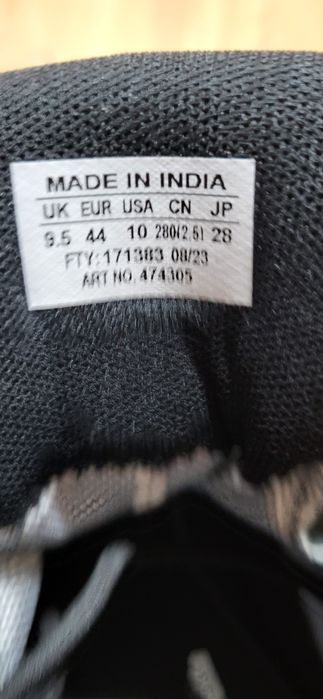 MADE IN INDIA
UK EUR USA CN JP
9.5 44 10 280(2.5) 28
FTY:171383 08/23
ART NO. 474305